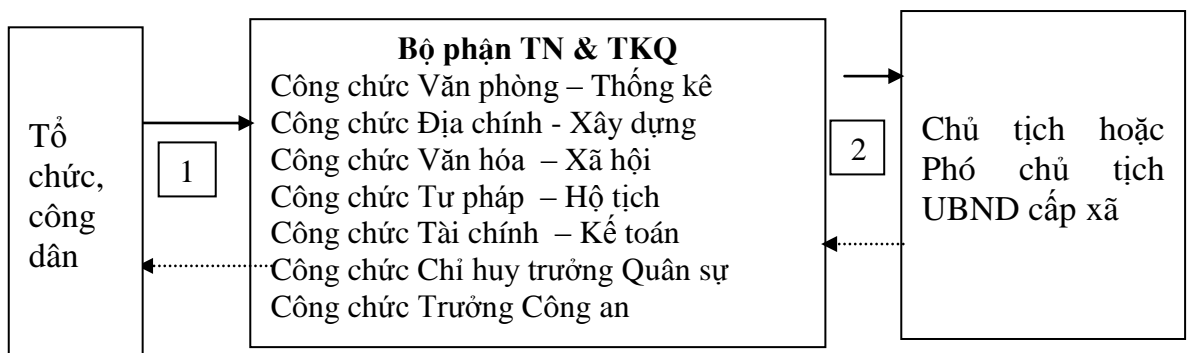 Tổ
chức,
công
dân
1
Bộ phận TN & TKQ
Công chức Văn phòng – Thống kê
Công chức Địa chính - Xây dựng
Công chức Văn hóa – Xã hội
Công chức Tư pháp – Hộ tịch
Công chức Tài chính – Kế toán
Công chức Chỉ huy trưởng Quân sự
Công chức Trưởng Công an
2
Chủ tịch hoặc
Phó chủ tịch
UBND cấp xã